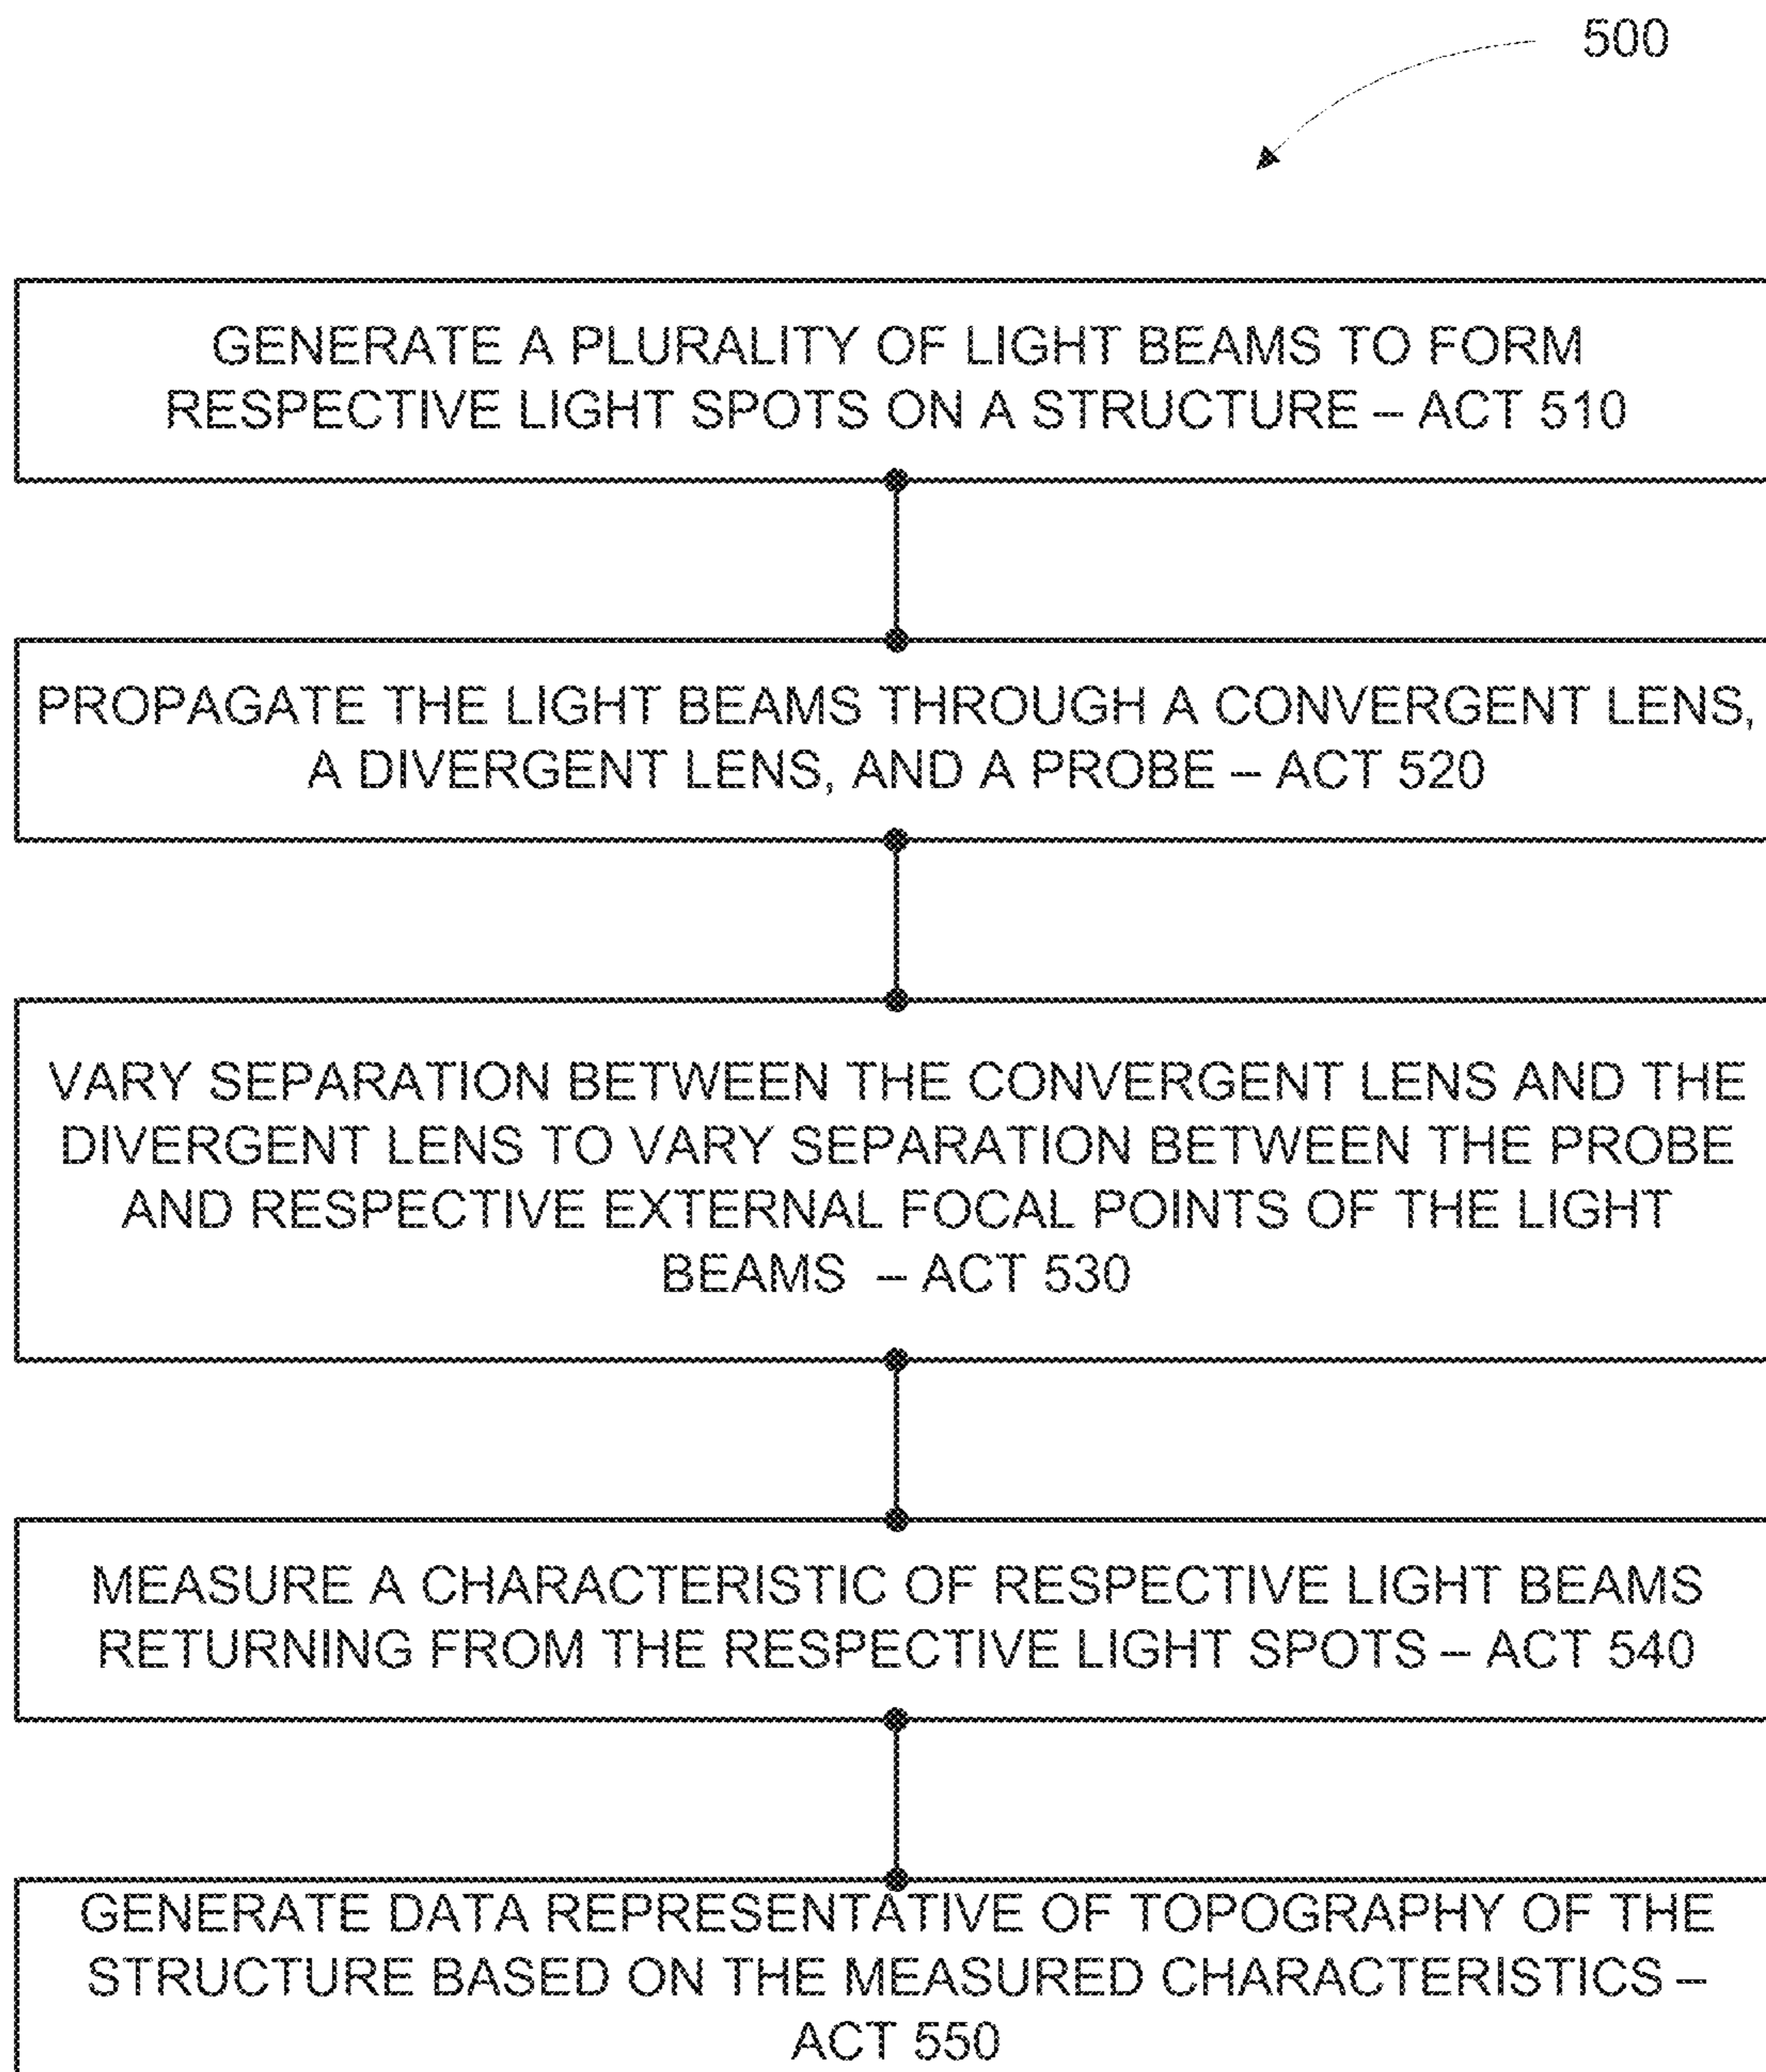 500
GENERATE A PLURALITY OF LIGHT BEAMS TO FORM
RESPECTIVE LIGHT SPOTS ON A STRUCTURE – ACT 510
PROPAGATE THE LIGHT BEAMS THROUGH A CONVERGENT LENS,
A DIVERGENT LENS, AND A PROBE – ACT 520
VARY SEPARATION BETWEEN THE CONVERGENT LENS AND THE
DIVERGENT LENS TO VARY SEPARATION BETWEEN THE PROBE
AND RESPECTIVE EXTERNAL FOCAL POINTS OF THE LIGHT
BEAMS – ACT 530
MEASURE A CHARACTERISTIC OF RESPECTIVE LIGHT BEAMS
RETURNING FROM THE RESPECTIVE LIGHT SPOTS – ACT 540
GENERATE DATA REPRESENTATIVE OF TOPOGRAPHY OF THE
STRUCTURE BASED ON THE MEASURED CHARACTERISTICS –
ACT 550